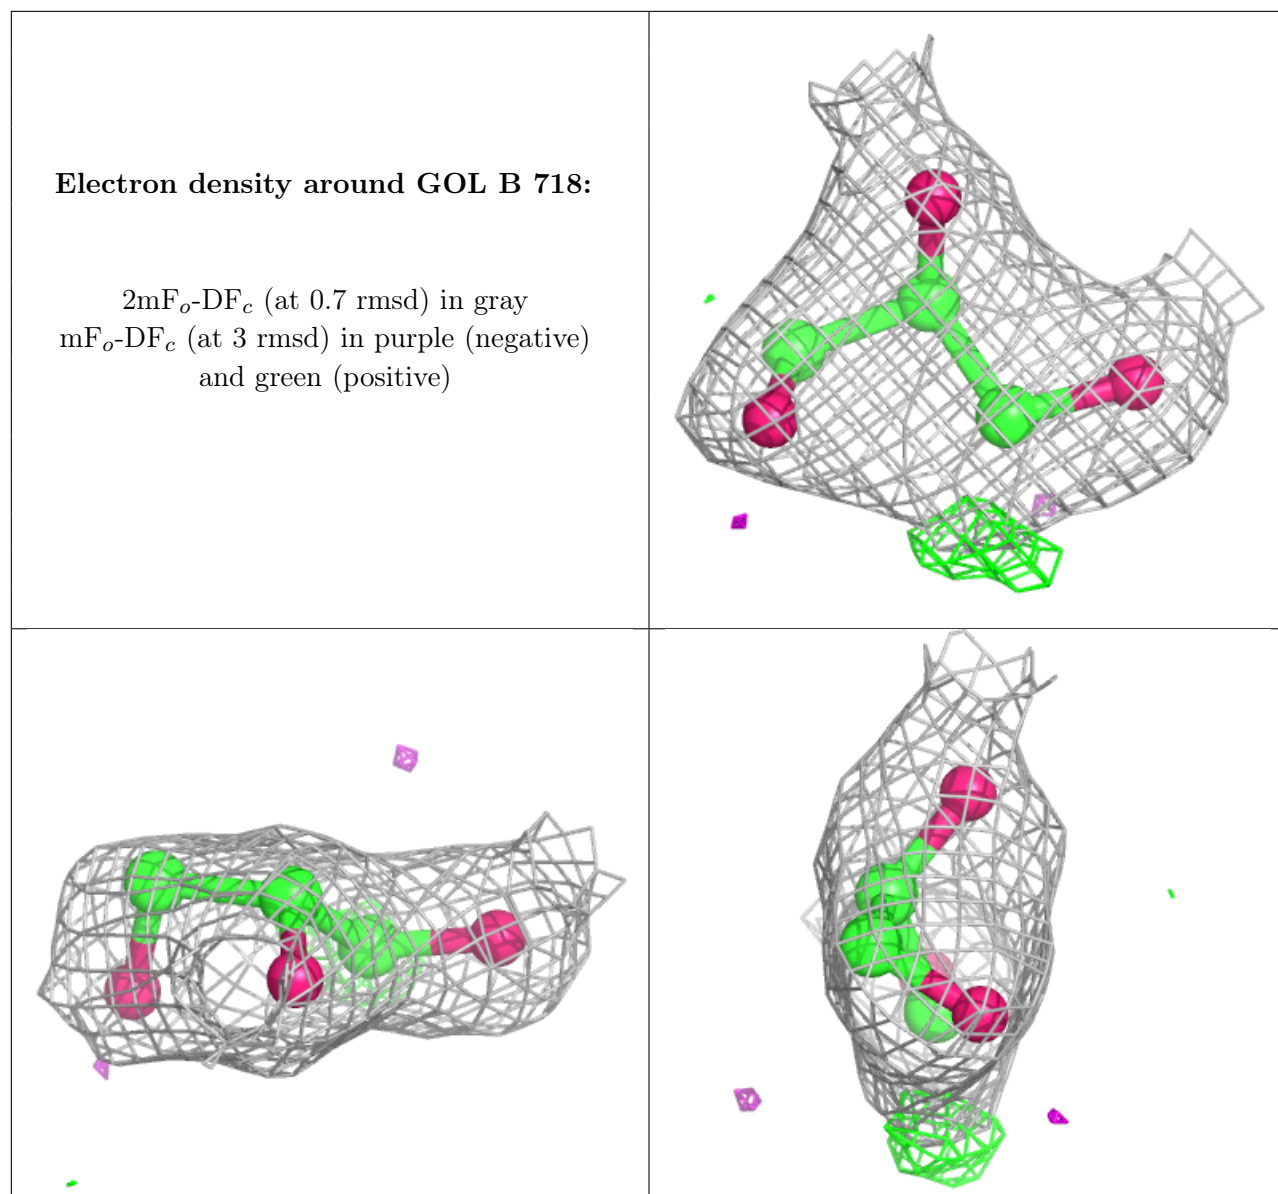 Electron density around GOL B 718:
2mFo-DFc (at 0.7 rmsd) in gray
mFo-DFc (at 3 rmsd) in purple (negative)
and green (positive)